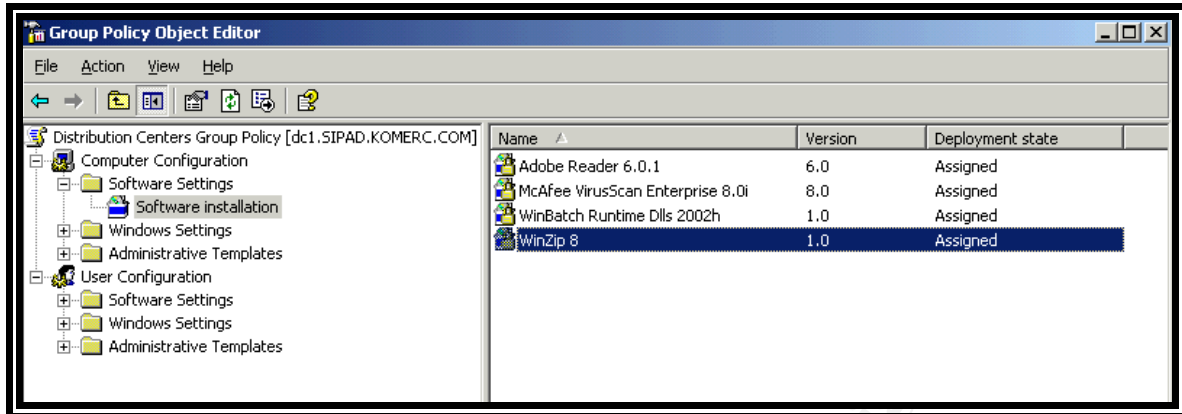 Group Policy Object Editor
File Action View Help
Distribution Centers Group Policy [dc1.SIPAD.KOMERC.COM]
Computer Configuration
Software Settings
Software installation
Windows Settings
Administrative Templates
User Configuration
Software Settings
Windows Settings
Administrative Templates
Name Version Deployment state
Adobe Reader 6.0.1 6.0 Assigned
McAfee VirusScan Enterprise 8.0i 8.0 Assigned
WinBatch Runtime Dlls 2002h 1.0 Assigned
WinZip 8 1.0 Assigned